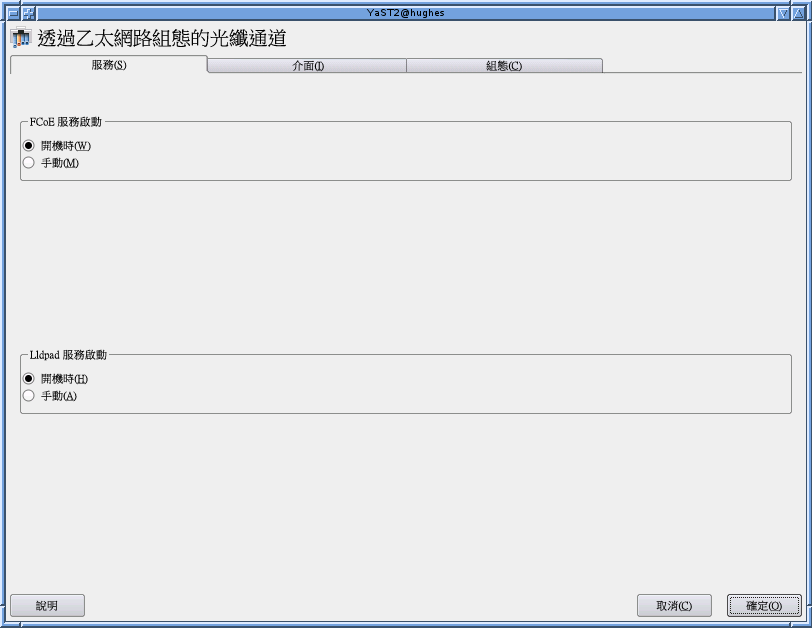 YaST2@hughes
透過乙太網路組態的光纖通道
服務(S) 介面(I) 組態(C)
FCoE 服務啟動
開機時(W)
手動(M)
Lldpad 服務啟動
開機時(H)
手動(A)
說明 取消(C) 確定(O)